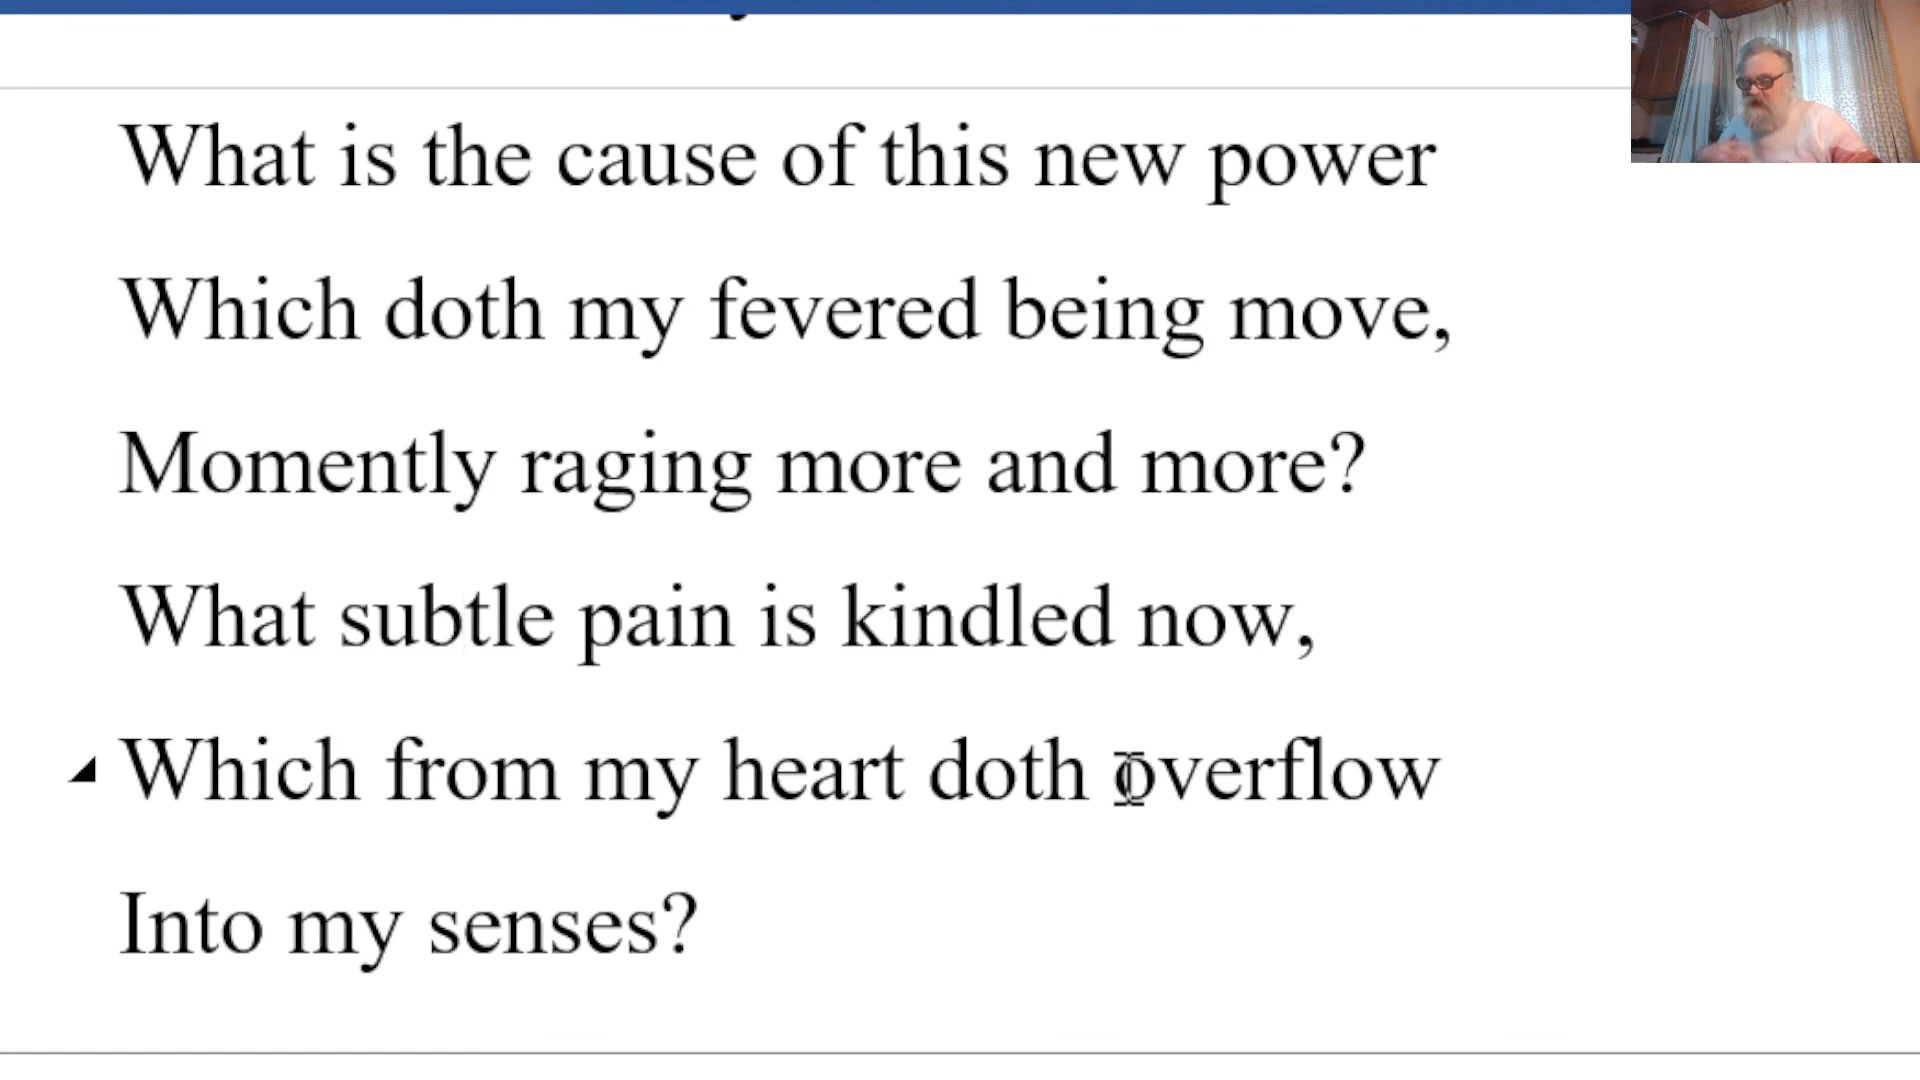 What is the cause of this new power
Which doth my fevered being move,
Momently raging more and more?
What subtle pain is kindled now,
Which from my heart doth overflow
Into my senses?